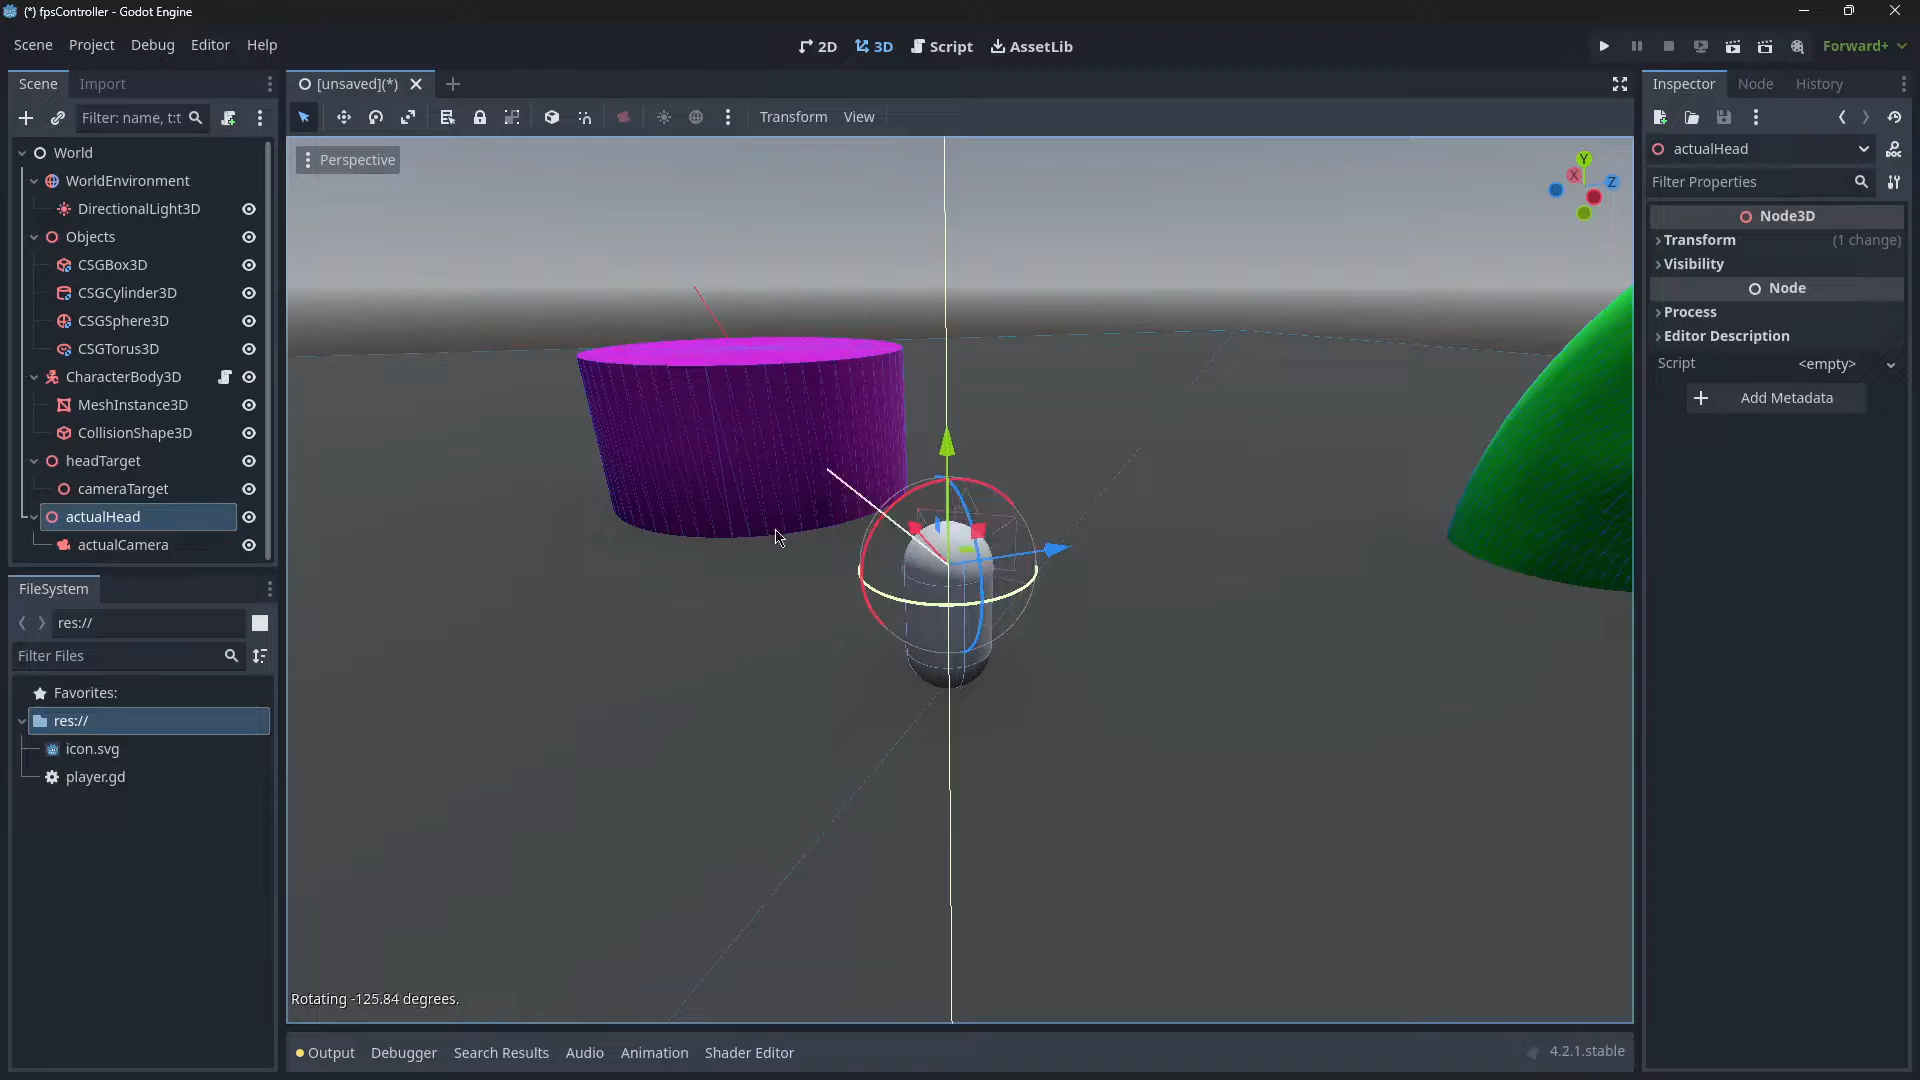 (*) fpsController - Godot Engine
Scene Project Debug Editor Help
2D 3D Script AssetLib
Forward+
Scene Import
Filter: name, t:t
World
WorldEnvironment
DirectionalLight3D
Objects
CSGBox3D
CSGCylinder3D
CSGSphere3D
CSGTorus3D
CharacterBody3D
MeshInstance3D
CollisionShape3D
headTarget
cameraTarget
actualHead
actualCamera
FileSystem
res://
Filter Files
Favorites:
res://
icon.svg
player.gd
[unsaved](*)
Transform View
Perspective
Y
X
Z
Rotating -125.84 degrees.
Output Debugger Search Results Audio Animation Shader Editor
4.2.1.stable
Inspector Node History
actualHead
DOC
Filter Properties
Node3D
Transform (1 change)
Visibility
Node
Process
Editor Description
Script <empty>
Add Metadata